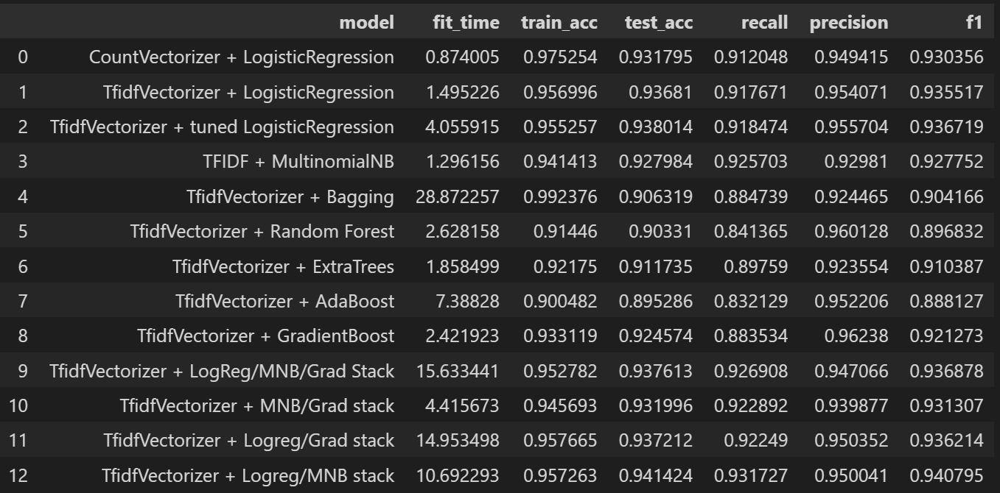 model fit_time train_acc test_acc recall precision f1
0 CountVectorizer + LogisticRegression 0.874005 0.975254 0.931795 0.912048 0.949415 0.930356
1 TfidfVectorizer + LogisticRegression 1.495226 0.956996 0.93681 0.917671 0.954071 0.935517
2 TfidfVectorizer + tuned LogisticRegression 4.055915 0.955257 0.938014 0.918474 0.955704 0.936719
3 TFIDF + MultinomialNB 1.296156 0.941413 0.927984 0.925703 0.92981 0.927752
4 TfidfVectorizer + Bagging 28.872257 0.992376 0.906319 0.884739 0.924465 0.904166
5 TfidfVectorizer + Random Forest 2.628158 0.91446 0.90331 0.841365 0.960128 0.896832
6 TfidfVectorizer + ExtraTrees 1.858499 0.92175 0.911735 0.89759 0.923554 0.910387
7 TfidfVectorizer + AdaBoost 7.38828 0.900482 0.895286 0.832129 0.952206 0.888127
8 TfidfVectorizer + GradientBoost 2.421923 0.933119 0.924574 0.883534 0.96238 0.921273
9 TfidfVectorizer + LogReg/MNB/Grad Stack 15.633441 0.952782 0.937613 0.926908 0.947066 0.936878
10 TfidfVectorizer + MNB/Grad stack 4.415673 0.945693 0.931996 0.922892 0.939877 0.931307
11 TfidfVectorizer + Logreg/Grad stack 14.953498 0.957665 0.937212 0.92249 0.950352 0.936214
12 TfidfVectorizer + Logreg/MNB stack 10.692293 0.957263 0.941424 0.931727 0.950041 0.940795